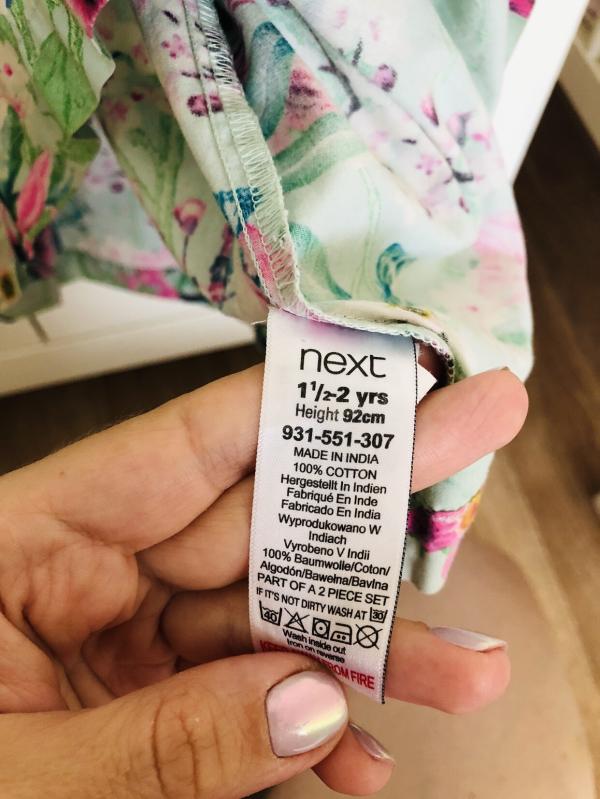 next
1½-2 yrs
Height 92cm
931-551-307
MADE IN INDIA
100% COTTON
Hergestellt In Indien
Fabriqué En Inde
Fabricado En India
Wyprodukowano W
Indiach
Vyrobeno V Indii
100% Baumwolle/Coton/
Algodón/Bawełna/Bavlna
PART OF A 2 PIECE SET
IF IT'S NOT DIRTY WASH AT 30
40
Wash inside out
Iron on reverse
FROM FIRE